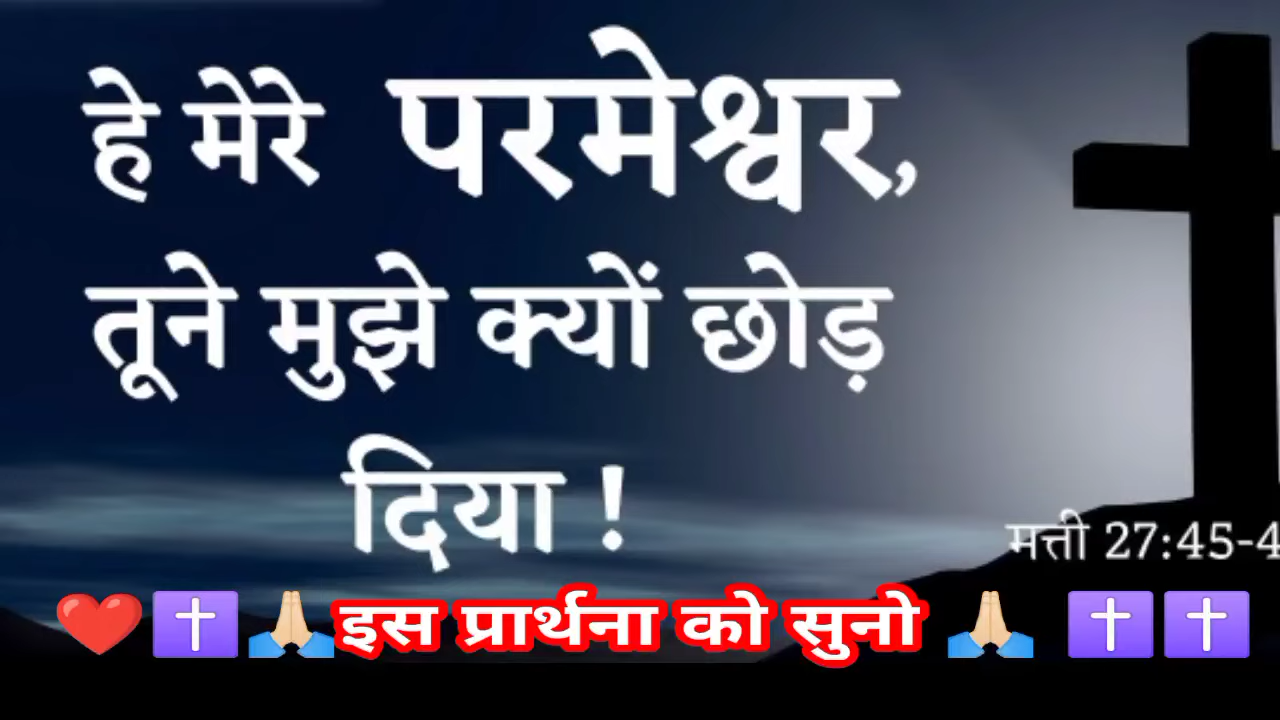 हे मेरे परमेश्वर,
तूने मुझे क्यों छोड़
दिया !
मत्ती 27:45-4
❤️✝️🙏🏻इस प्रार्थना को सुनो 🙏🏻 ✝️✝️